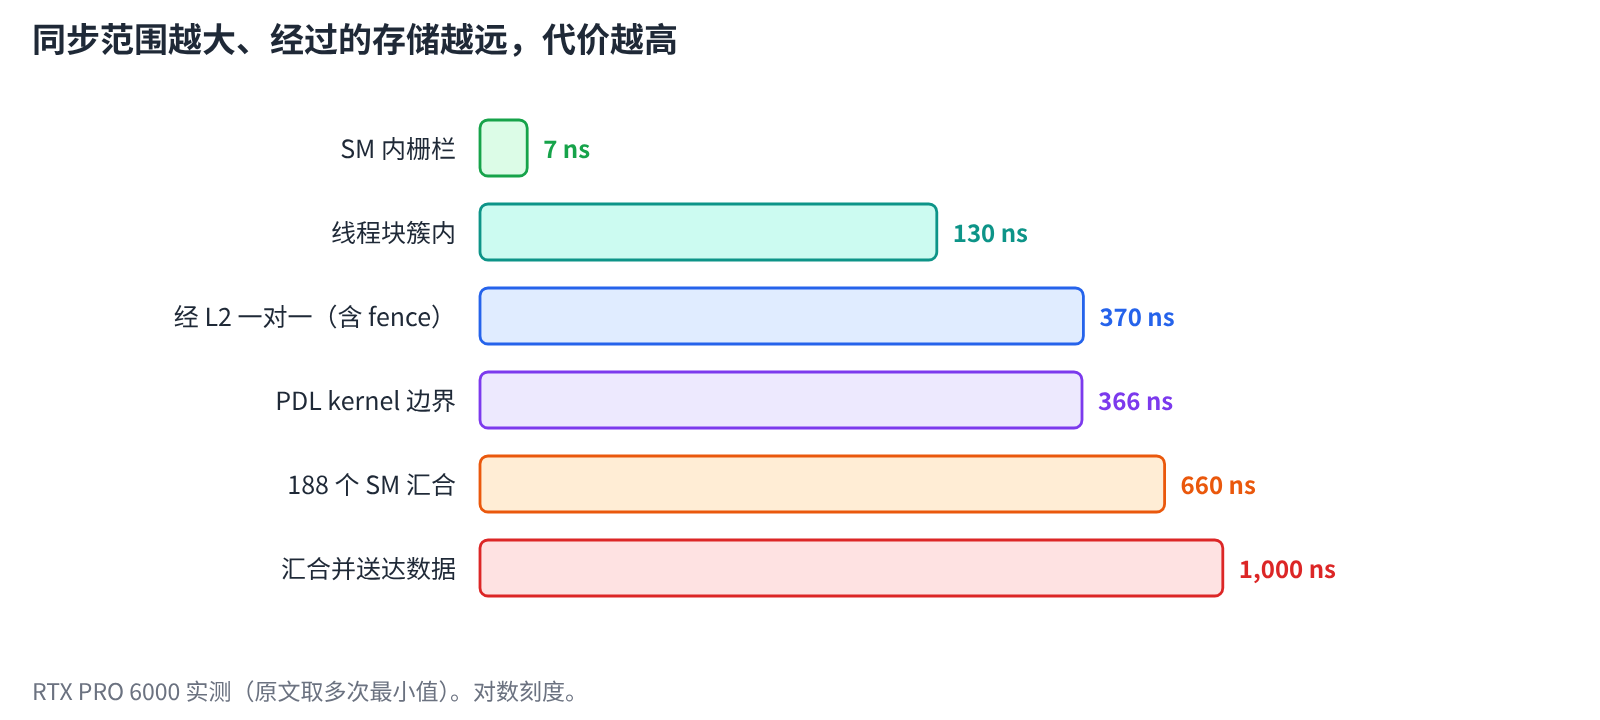 同步范围越大、经过的存储越远，代价越高
SM 内栅栏
7 ns
线程块簇内
130 ns
经 L2 一对一（含 fence）
370 ns
PDL kernel 边界
366 ns
188 个 SM 汇合
660 ns
汇合并送达数据
1,000 ns
RTX PRO 6000 实测（原文取多次最小值）。对数刻度。